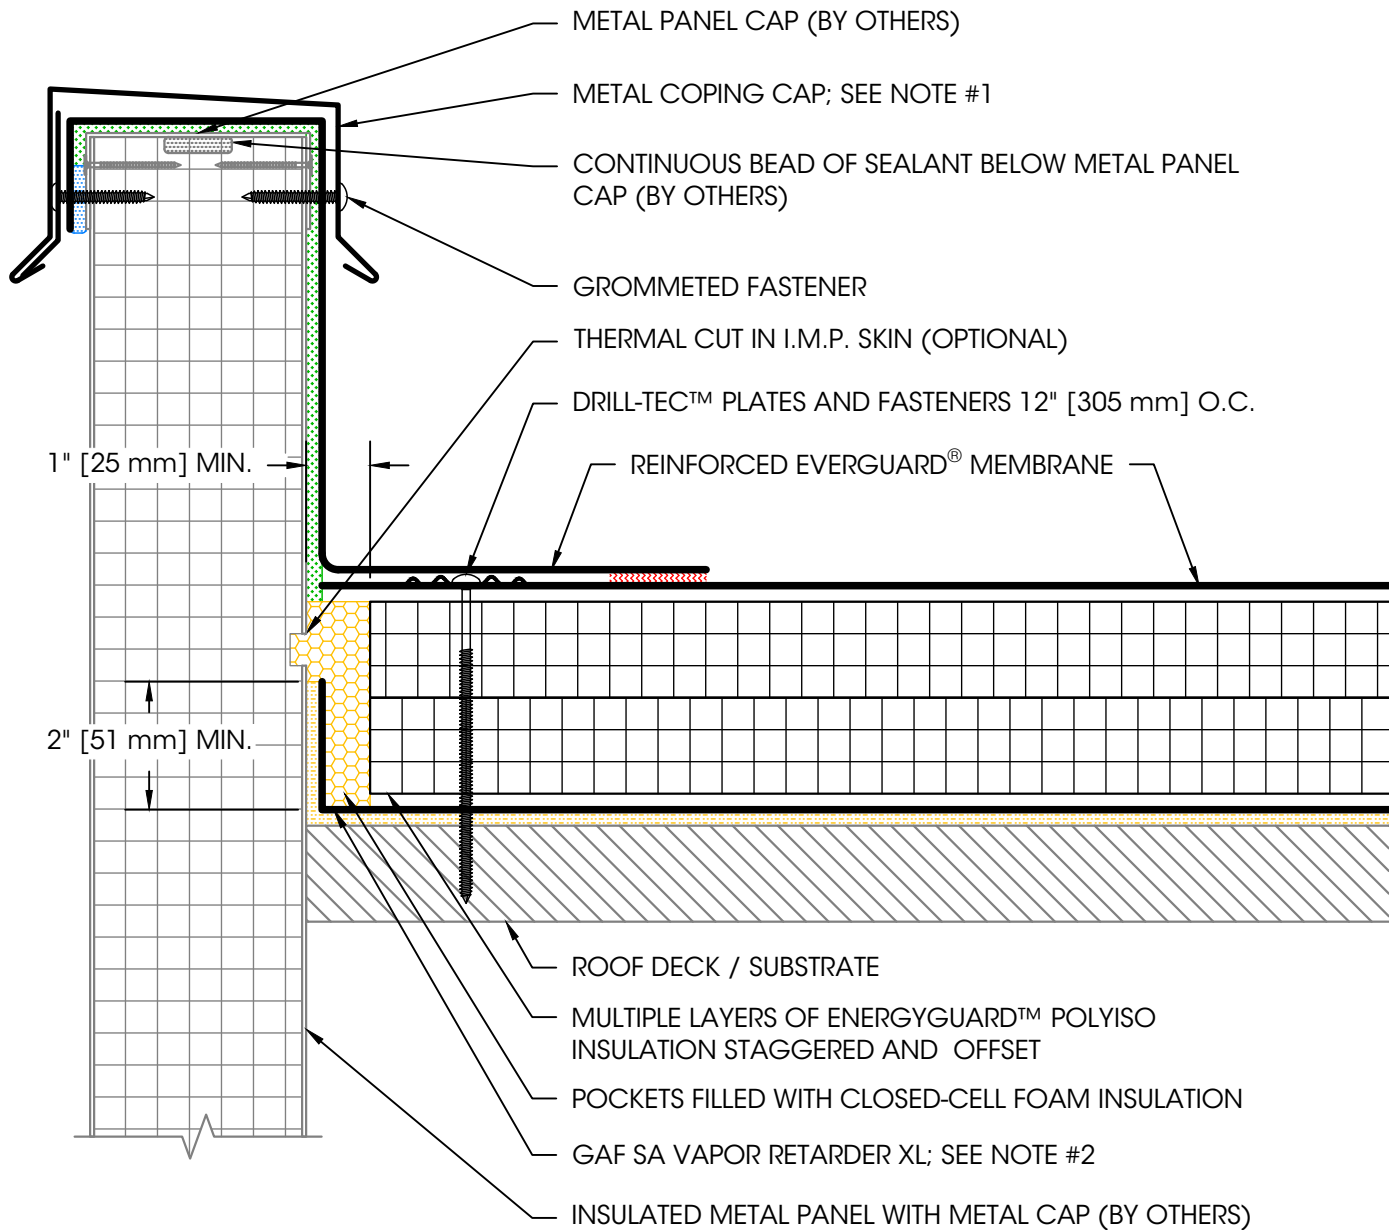 METAL PANEL CAP (BY OTHERS)
METAL COPING CAP; SEE NOTE #1
CONTINUOUS BEAD OF SEALANT BELOW METAL PANEL
CAP (BY OTHERS)
GROMMETED FASTENER
THERMAL CUT IN I.M.P. SKIN (OPTIONAL)
DRILL-TEC™ PLATES AND FASTENERS 12" [305 mm] O.C.
1" [25 mm] MIN.
REINFORCED EVERGUARD® MEMBRANE
2" [51 mm] MIN.
ROOF DECK / SUBSTRATE
MULTIPLE LAYERS OF ENERGYGUARD™ POLYISO
INSULATION STAGGERED AND OFFSET
POCKETS FILLED WITH CLOSED-CELL FOAM INSULATION
GAF SA VAPOR RETARDER XL; SEE NOTE #2
INSULATED METAL PANEL WITH METAL CAP (BY OTHERS)